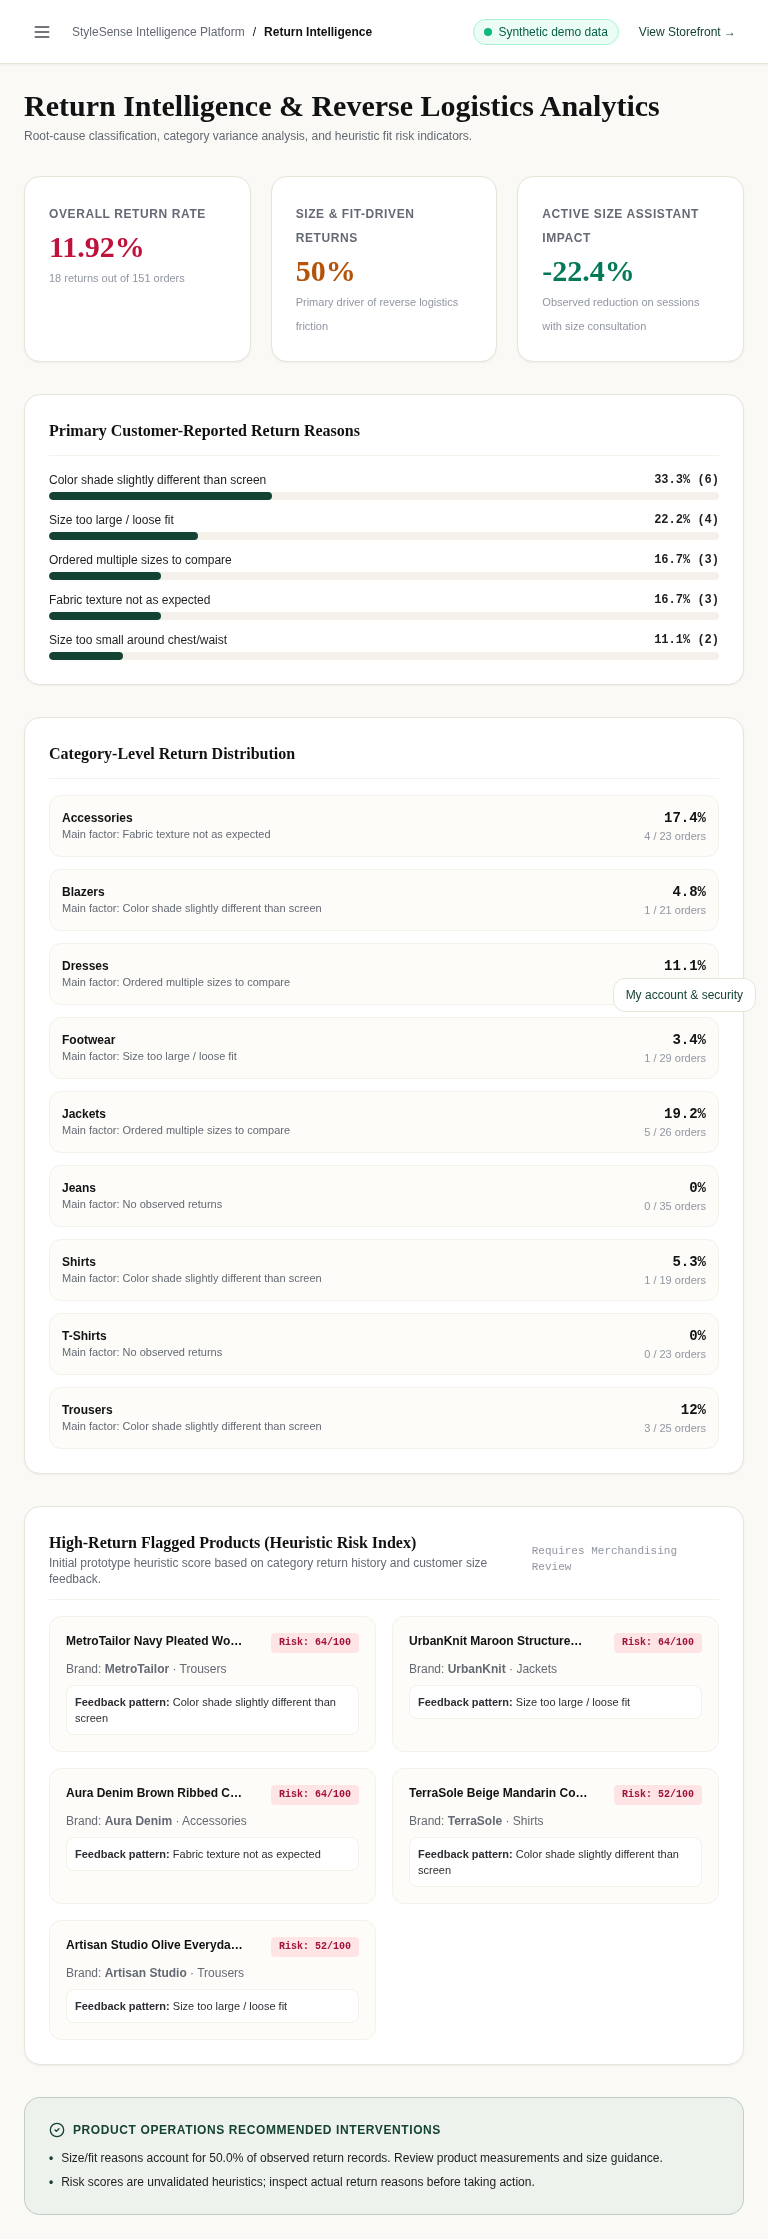 StyleSense Intelligence Platform / Return Intelligence
Synthetic demo data
View Storefront →
Return Intelligence & Reverse Logistics Analytics
Root-cause classification, category variance analysis, and heuristic fit risk indicators.
OVERALL RETURN RATE
11.92%
18 returns out of 151 orders
SIZE & FIT-DRIVEN
RETURNS
50%
Primary driver of reverse logistics
friction
ACTIVE SIZE ASSISTANT
IMPACT
-22.4%
Observed reduction on sessions
with size consultation
Primary Customer-Reported Return Reasons
Color shade slightly different than screen 33.3% (6)
Size too large / loose fit 22.2% (4)
Ordered multiple sizes to compare 16.7% (3)
Fabric texture not as expected 16.7% (3)
Size too small around chest/waist 11.1% (2)
Category-Level Return Distribution
Accessories 17.4%
Main factor: Fabric texture not as expected 4 / 23 orders
Blazers 4.8%
Main factor: Color shade slightly different than screen 1 / 21 orders
Dresses 11.1%
Main factor: Ordered multiple sizes to compare
My account & security
Footwear 3.4%
Main factor: Size too large / loose fit 1 / 29 orders
Jackets 19.2%
Main factor: Ordered multiple sizes to compare 5 / 26 orders
Jeans 0%
Main factor: No observed returns 0 / 35 orders
Shirts 5.3%
Main factor: Color shade slightly different than screen 1 / 19 orders
T-Shirts 0%
Main factor: No observed returns 0 / 23 orders
Trousers 12%
Main factor: Color shade slightly different than screen 3 / 25 orders
High-Return Flagged Products (Heuristic Risk Index)
Initial prototype heuristic score based on category return history and customer size
feedback.
Requires Merchandising
Review
MetroTailor Navy Pleated Wo... Risk: 64/100
Brand: MetroTailor · Trousers
Feedback pattern: Color shade slightly different than
screen
UrbanKnit Maroon Structure... Risk: 64/100
Brand: UrbanKnit · Jackets
Feedback pattern: Size too large / loose fit
Aura Denim Brown Ribbed C... Risk: 64/100
Brand: Aura Denim · Accessories
Feedback pattern: Fabric texture not as expected
TerraSole Beige Mandarin Co... Risk: 52/100
Brand: TerraSole · Shirts
Feedback pattern: Color shade slightly different than
screen
Artisan Studio Olive Everyda... Risk: 52/100
Brand: Artisan Studio · Trousers
Feedback pattern: Size too large / loose fit
PRODUCT OPERATIONS RECOMMENDED INTERVENTIONS
• Size/fit reasons account for 50.0% of observed return records. Review product measurements and size guidance.
• Risk scores are unvalidated heuristics; inspect actual return reasons before taking action.